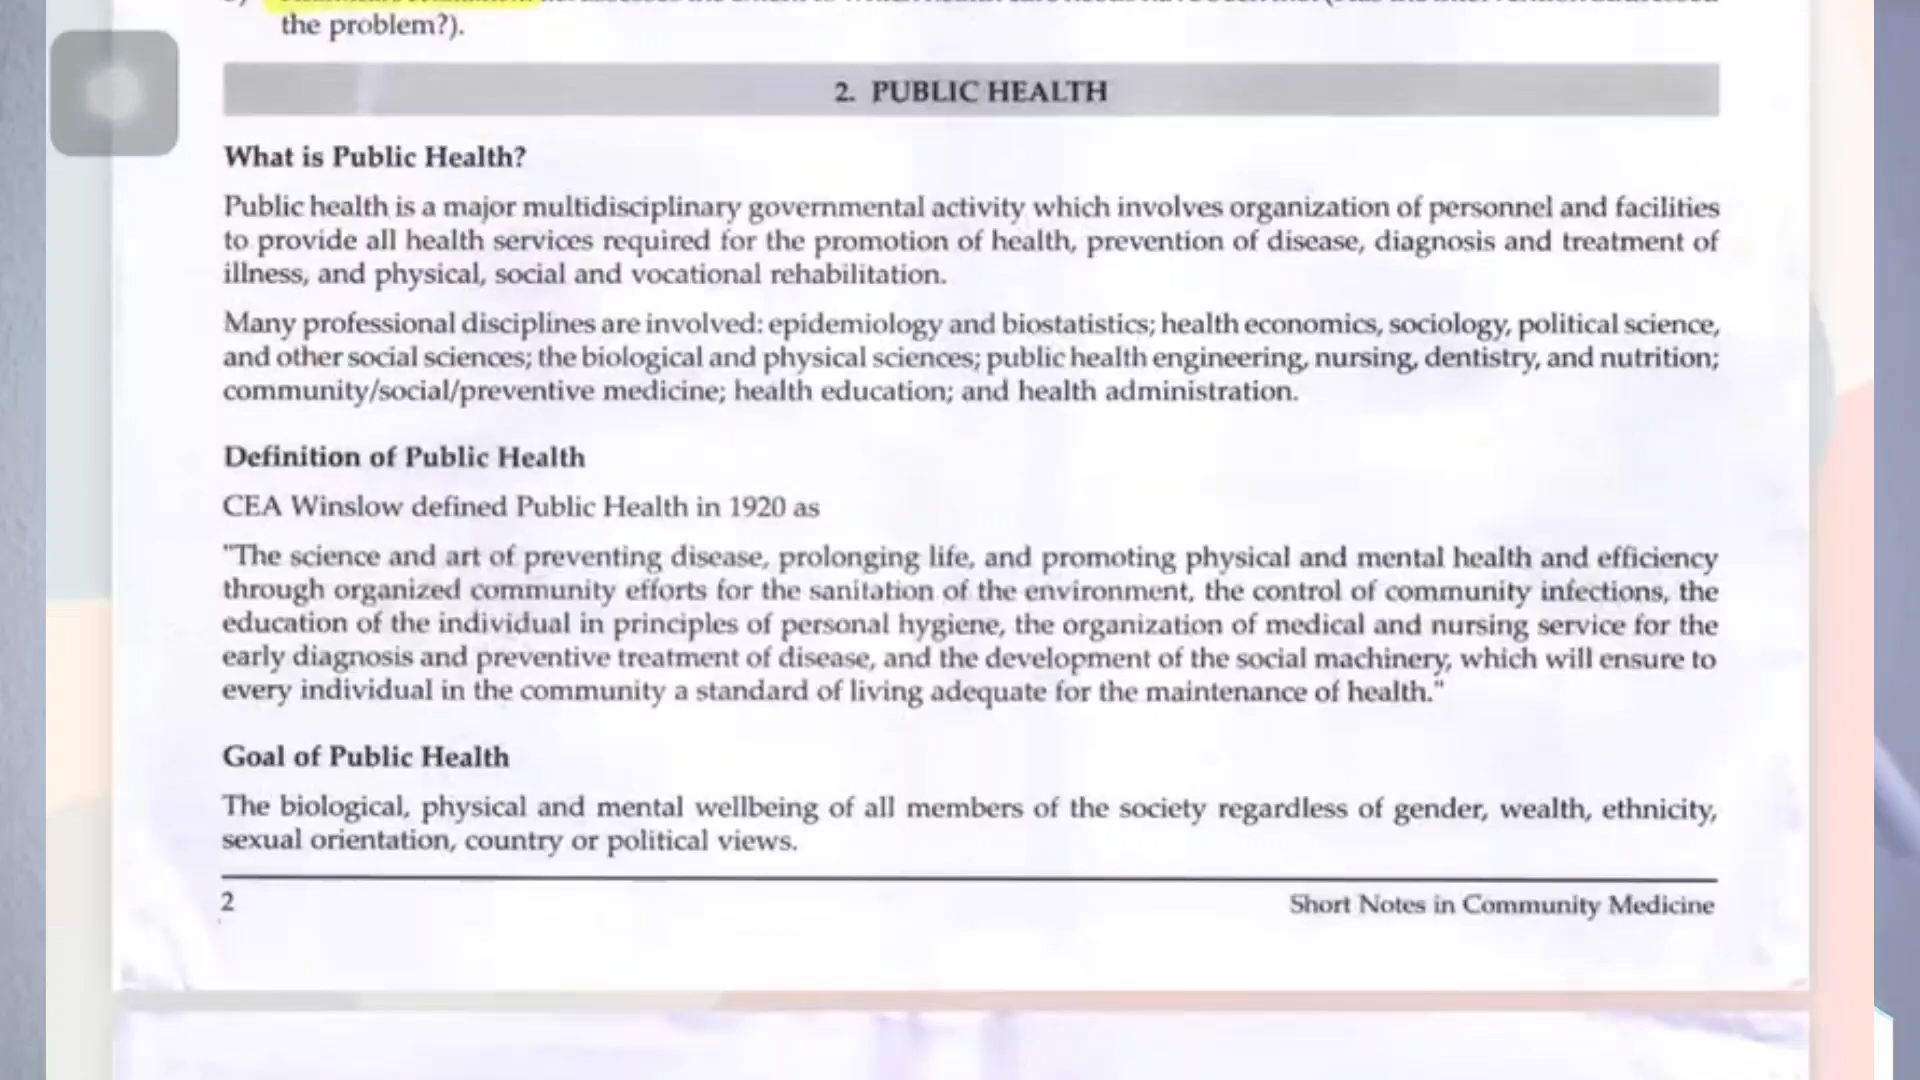 the problem?).
2. PUBLIC HEALTH
What is Public Health?
Public health is a major multidisciplinary governmental activity which involves organization of personnel and facilities
to provide all health services required for the promotion of health, prevention of disease, diagnosis and treatment of
illness, and physical, social and vocational rehabilitation.
Many professional disciplines are involved: epidemiology and biostatistics; health economics, sociology, political science,
and other social sciences; the biological and physical sciences; public health engineering, nursing, dentistry, and nutrition;
community/social/preventive medicine; health education; and health administration.
Definition of Public Health
CEA Winslow defined Public Health in 1920 as
"The science and art of preventing disease, prolonging life, and promoting physical and mental health and efficiency
through organized community efforts for the sanitation of the environment, the control of community infections, the
education of the individual in principles of personal hygiene, the organization of medical and nursing service for the
early diagnosis and preventive treatment of disease, and the development of the social machinery, which will ensure to
every individual in the community a standard of living adequate for the maintenance of health."
Goal of Public Health
The biological, physical and mental wellbeing of all members of the society regardless of gender, wealth, ethnicity,
sexual orientation, country or political views.
2
Short Notes in Community Medicine